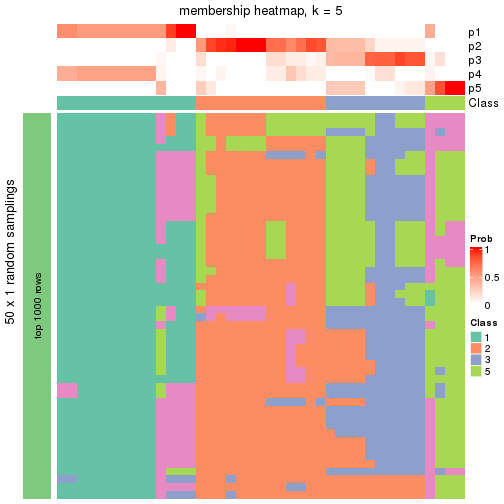 membership heatmap, k = 5
p1
p2
p3
p4
p5
Class
50 x 1 random samplings
top 1000 rows
Prob
1
0.5
0
Class
1
2
3
5